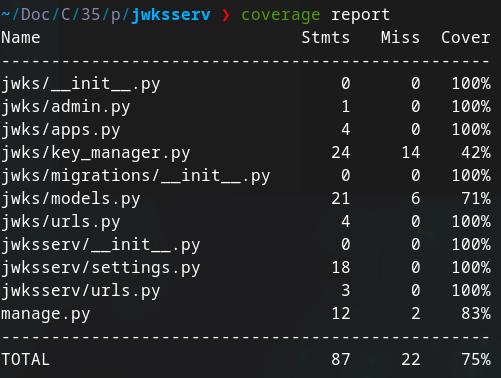 ~/Doc/C/35/p/jwksserv ❯ coverage report
Name                         Stmts   Miss  Cover
-------------------------------------------------
jwks/__init__.py                 0      0   100%
jwks/admin.py                    1      0   100%
jwks/apps.py                     4      0   100%
jwks/key_manager.py             24     14    42%
jwks/migrations/__init__.py      0      0   100%
jwks/models.py                  21      6    71%
jwks/urls.py                     4      0   100%
jwksserv/__init__.py             0      0   100%
jwksserv/settings.py            18      0   100%
jwksserv/urls.py                 3      0   100%
manage.py                       12      2    83%
-------------------------------------------------
TOTAL                           87     22    75%